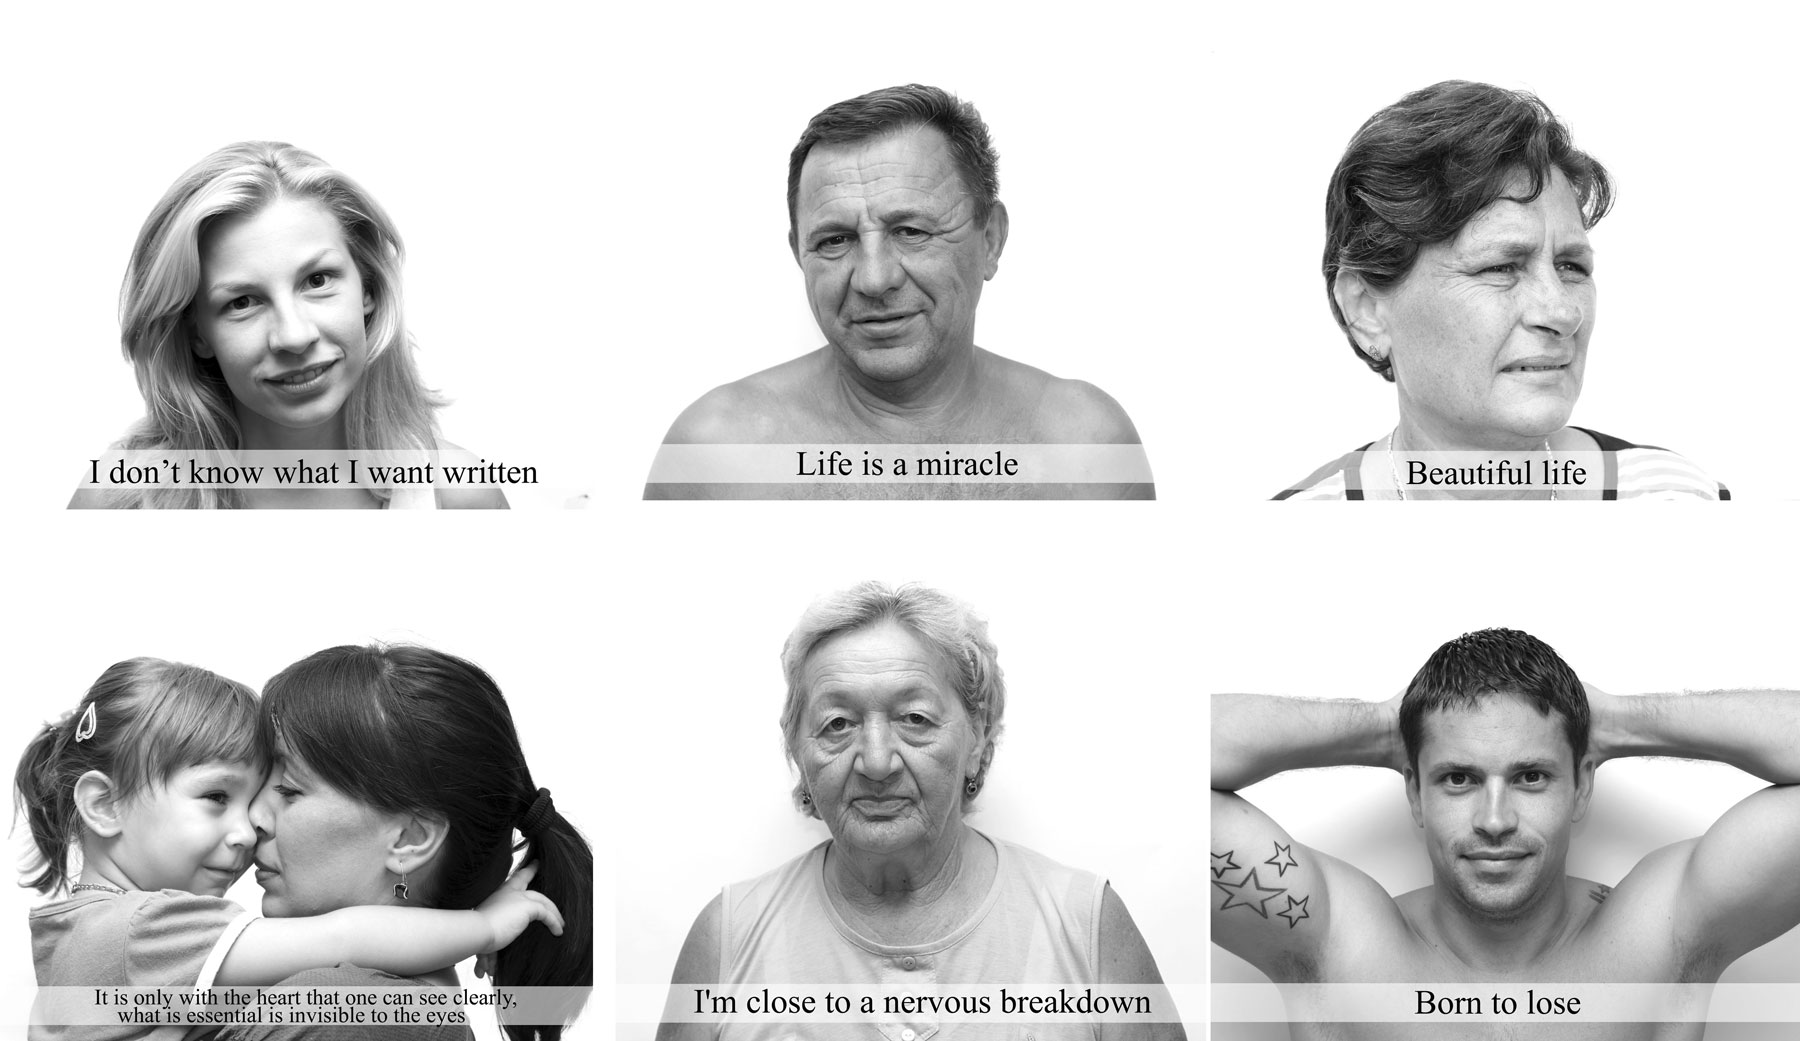 I don’t know what I want written
Life is a miracle
Beautiful life
It is only with the heart that one can see clearly,
what is essential is invisible to the eyes
I'm close to a nervous breakdown
Born to lose